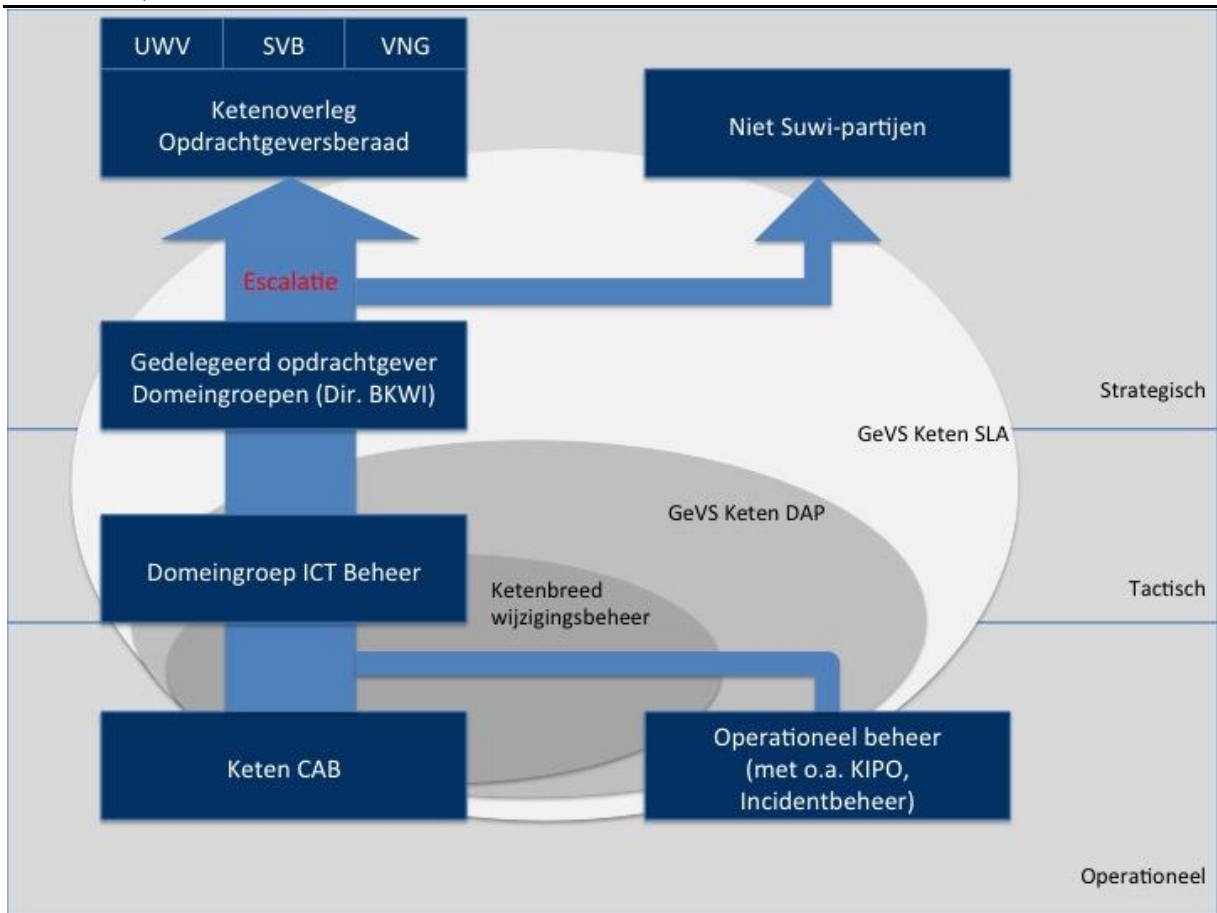 UWV
SVB
VNG
Ketenoverleg
Opdrachtgeversberaad
Niet Suwi-partijen
Escalatie
Gedelegeerd opdrachtgever
Domeingroepen (Dir. BKWI)
Strategisch
GeVS Keten SLA
GeVS Keten DAP
Domeingroep ICT Beheer
Ketenbreed
wijzigingsbeheer
Tactisch
Keten CAB
Operationeel beheer
(met o.a. KIPO,
Incidentbeheer)
Operationeel